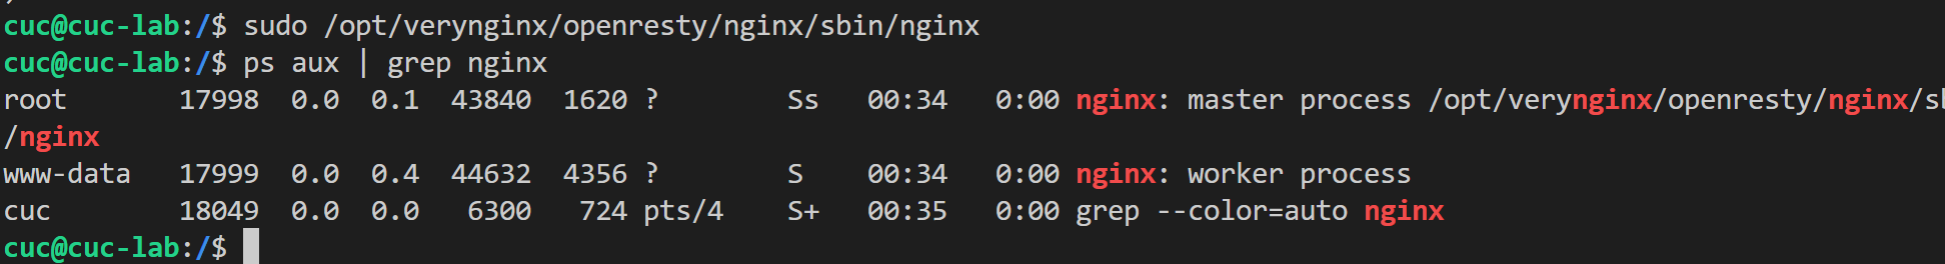 cuc@cuc-lab:/$ sudo /opt/verynginx/openresty/nginx/sbin/nginx
cuc@cuc-lab:/$ ps aux | grep nginx
root       17998  0.0  0.1  43840  1620 ?        Ss   00:34   0:00 nginx: master process /opt/verynginx/openresty/nginx/sb
/nginx
www-data   17999  0.0  0.4  44632  4356 ?        S    00:34   0:00 nginx: worker process
cuc        18049  0.0  0.0   6300   724 pts/4    S+   00:35   0:00 grep --color=auto nginx
cuc@cuc-lab:/$